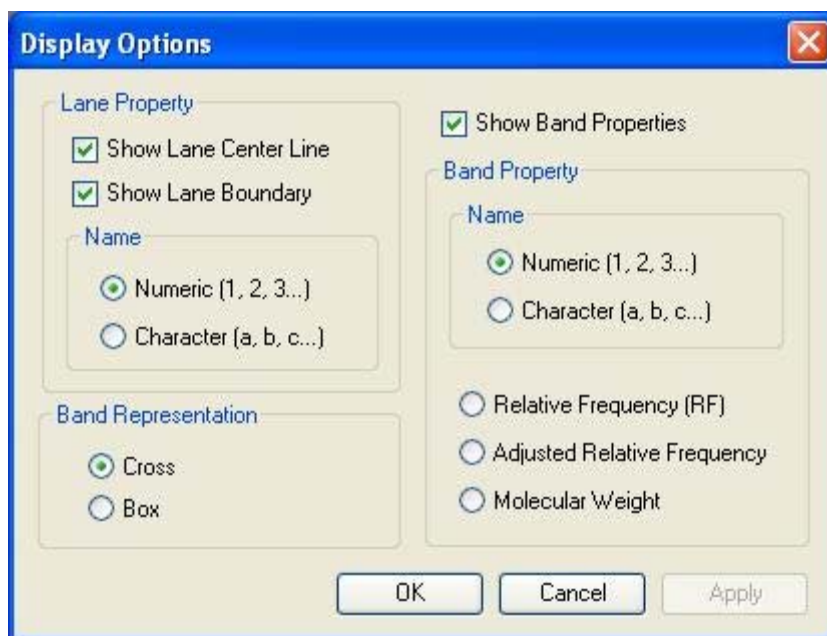 Display Options
Lane Property
Show Lane Center Line
Show Lane Boundary
Name
Numeric (1, 2, 3...)
Character (a, b, c...)
Band Representation
Cross
Box
Show Band Properties
Band Property
Name
Numeric (1, 2, 3...)
Character (a, b, c...)
Relative Frequency (RF)
Adjusted Relative Frequency
Molecular Weight
OK
Cancel
Apply